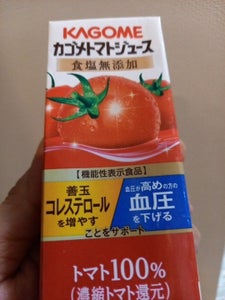 KAGOME
カゴメトマトジュース
食塩無添加
【機能性表示食品】
善玉
コレステロール
を増やす
血圧が高めの方の
血圧
を下げる
ことをサポート
トマト100%
(濃縮トマト還元)